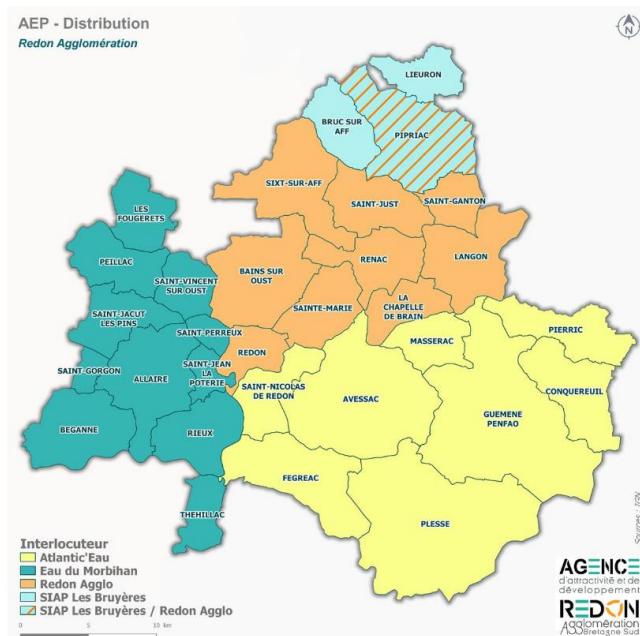 AEP - Distribution
Redon Agglomération
N
LIEURON
BRUC SUR
AFF
PIPRIAC
SIXT-SUR-AFF
SAINT-JUST
SAINT-GANTON
LES
FOUGERETS
PEILLAC
SAINT-VINCENT
SUR OUST
BAINS SUR
OUST
RENAC
LANGON
SAINT-JACUT
LES PINS
SAINTE-MARIE
LA
CHAPELLE
DE BRAIN
SAINT-PERREUX
PIERRIC
MASSERAC
REDON
SAINT-GORGON
ALLAIRE
SAINT-JEAN
LA
POTERIE
SAINT-NICOLAS
DE REDON
AVESSAC
CONQUEREUIL
GUEMENE
PENFAO
BEGANNE
RIEUX
FEGREAC
THEHILLAC
PLESSE
Interlocuteur
Atlantic'Eau
Eau du Morbihan
Redon Agglo
SIAP Les Bruyères
SIAP Les Bruyères / Redon Agglo
0 5 10 km
Sources : IGN
AGENCE
d'attractivité et de
développement
REDON
Agglomération
Bretagne Sud